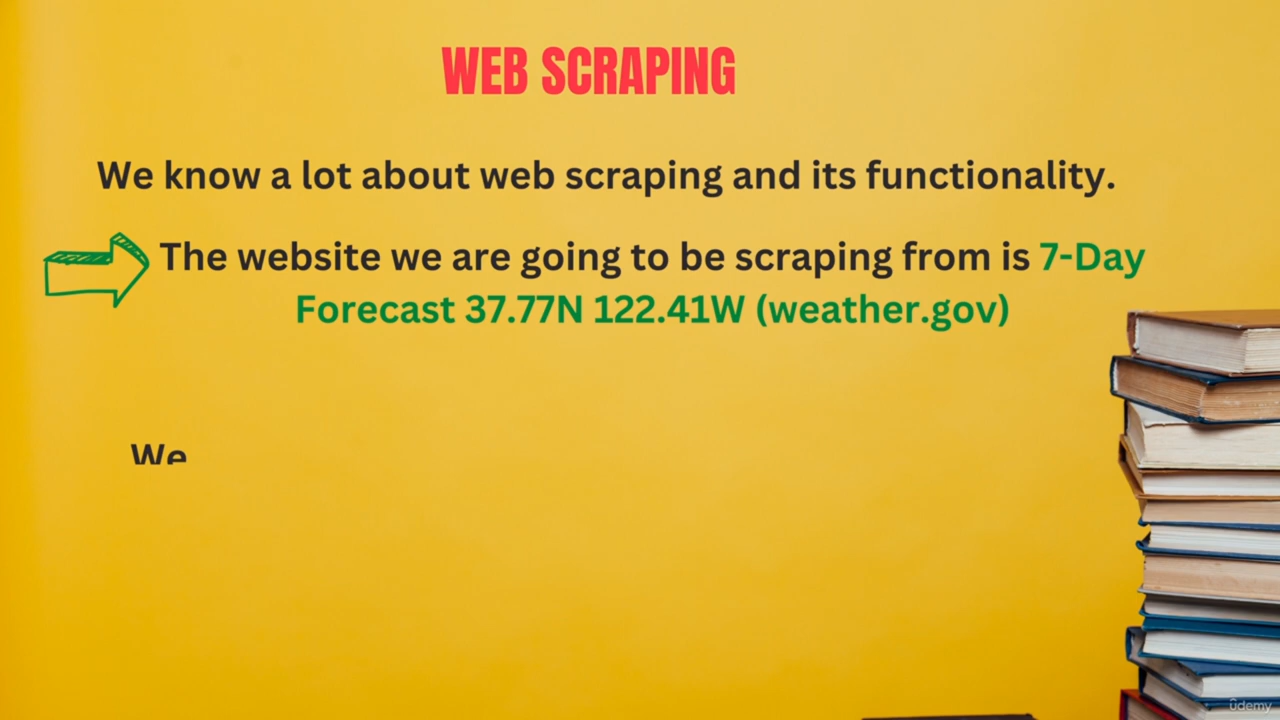 WEB SCRAPING
We know a lot about web scraping and its functionality.
The website we are going to be scraping from is 7-Day
Forecast 37.77N 122.41W (weather.gov)
We
udemy